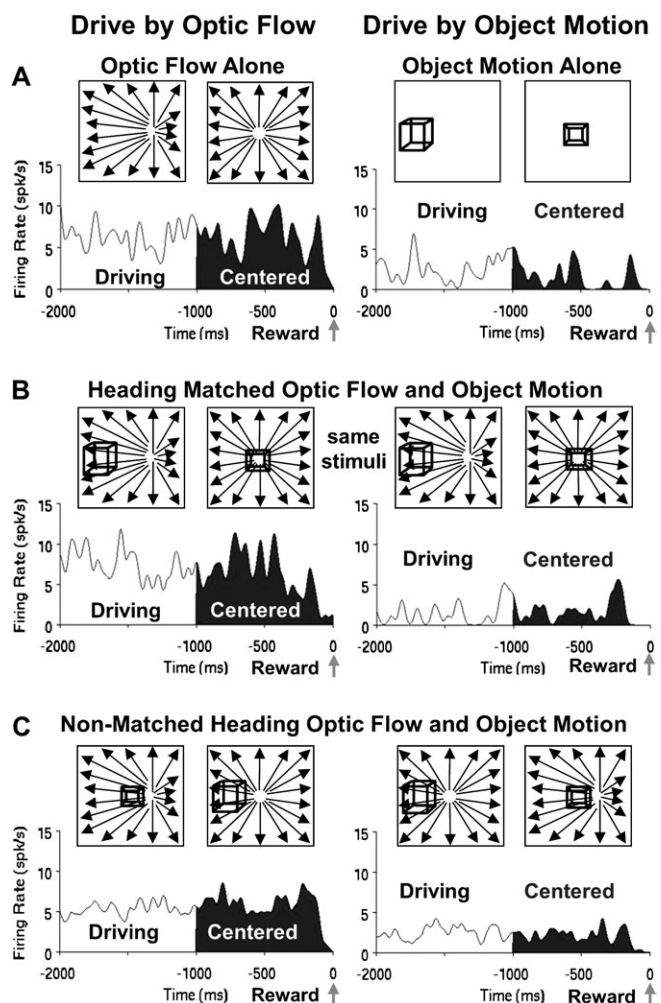 Drive by Optic Flow
Drive by Object Motion
A
Optic Flow Alone
Object Motion Alone
Firing Rate (spk/s)
15
10
5
0
Driving
Centered
-2000
-1000
-500
0
Time (ms)
Reward
15
10
5
0
Driving
Centered
-2000
-1000
-500
0
Time (ms)
Reward
B
Heading Matched Optic Flow and Object Motion
same
stimuli
Firing Rate (spk/s)
15
10
5
0
Driving
Centered
-2000
-1000
-500
0
Time (ms)
Reward
15
10
5
0
Driving
Centered
-2000
-1000
-500
0
Time (ms)
Reward
C
Non-Matched Heading Optic Flow and Object Motion
Firing Rate (spk/s)
15
10
5
0
Driving
Centered
-2000
-1000
-500
0
Time (ms)
Reward
15
10
5
0
Driving
Centered
-2000
-1000
-500
0
Time (ms)
Reward